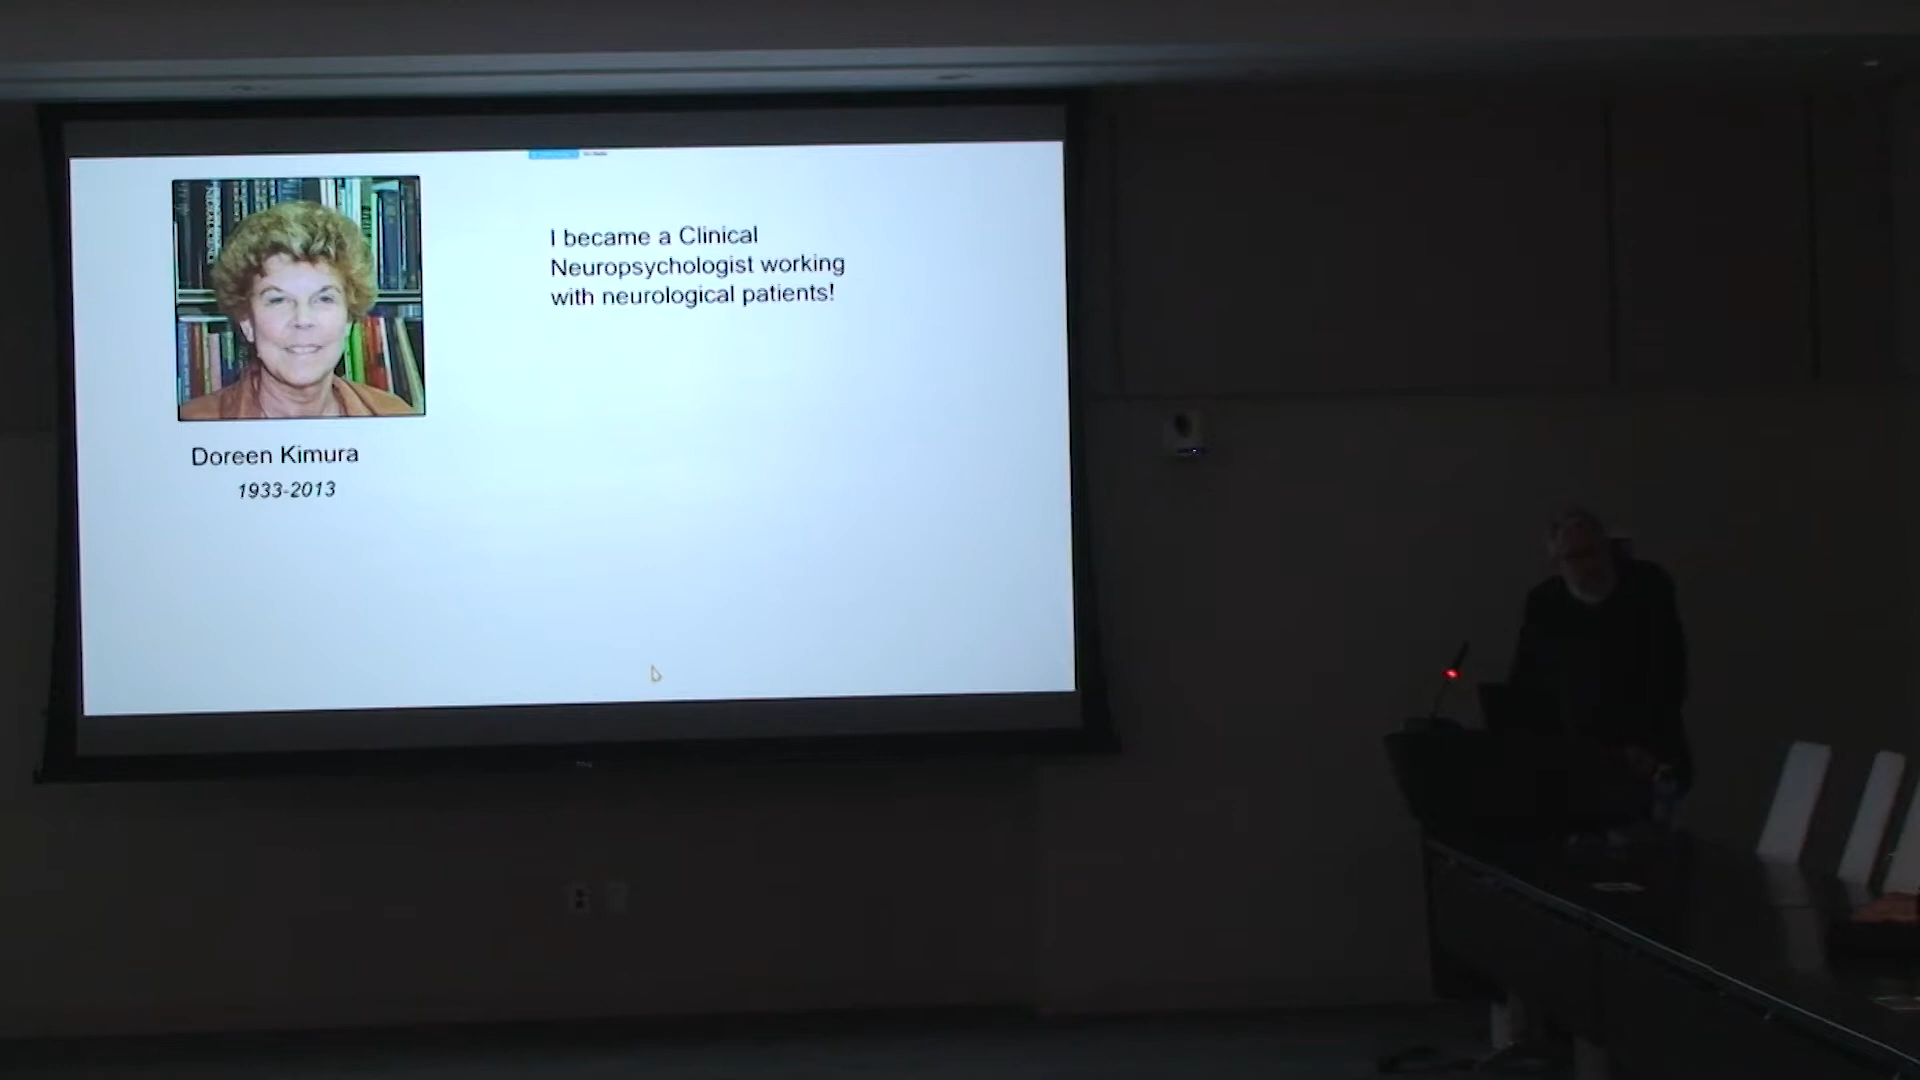 I became a Clinical
Neuropsychologist working
with neurological patients!
Doreen Kimura
1933-2013